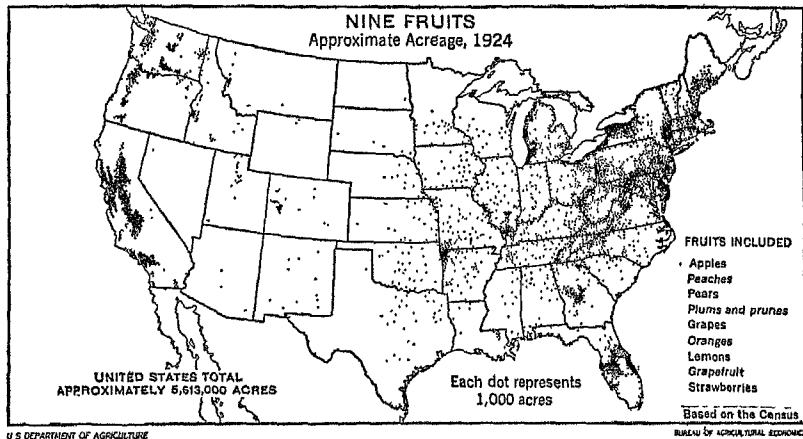 NINE FRUITS
Approximate Acreage, 1924
FRUITS INCLUDED
Apples
Peaches
Pears
Plums and prunes
Grapes
Oranges
Lemons
Grapefruit
Strawberries
UNITED STATES TOTAL
APPROXIMATELY 5,613,000 ACRES
Each dot represents
1,000 acres
Based on the Census
U S DEPARTMENT OF AGRICULTURE
BUREAU OF AGRICULTURAL ECONOMIC